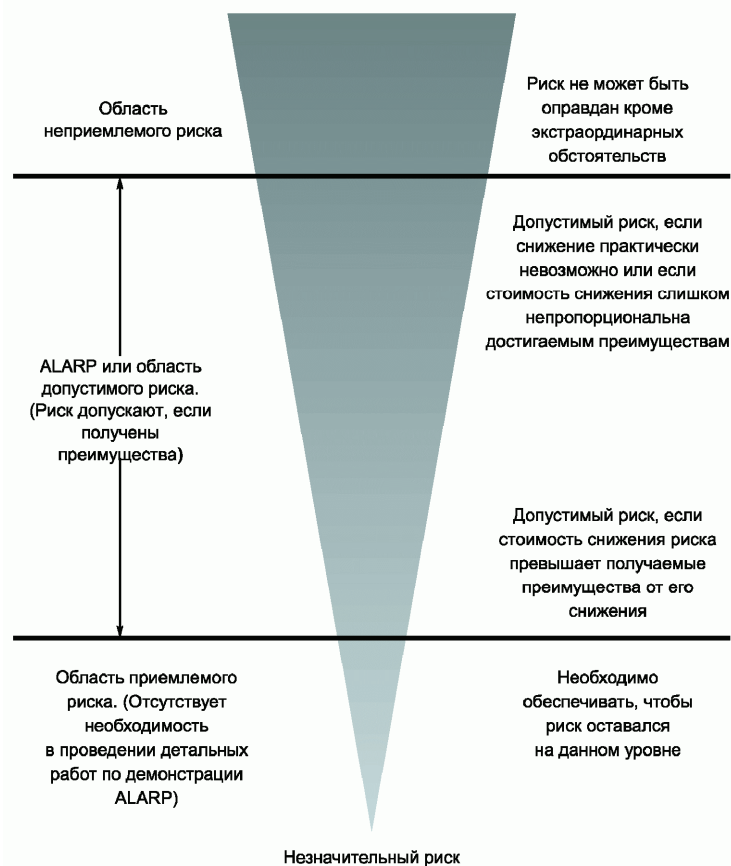 Область
неприемлемого риска
Риск не может быть
оправдан кроме
экстраординарных
обстоятельств
Допустимый риск, если
снижение практически
невозможно или если
стоимость снижения слишком
непропорциональна
достигаемым преимуществам
ALARP или область
допустимого риска.
(Риск допускают, если
получены
преимущества)
Допустимый риск, если
стоимость снижения риска
превышает получаемые
преимущества от его
снижения
Область приемлемого
риска. (Отсутствует
необходимость
в проведении детальных
работ по демонстрации
ALARP)
Необходимо
обеспечивать, чтобы
риск оставался
на данном уровне
Незначительный риск